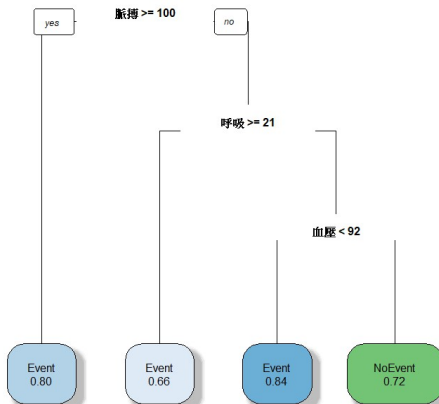 yes
脈搏 >= 100
no
呼吸 >= 21
血壓 < 92
Event
0.80
Event
0.66
Event
0.84
NoEvent
0.72